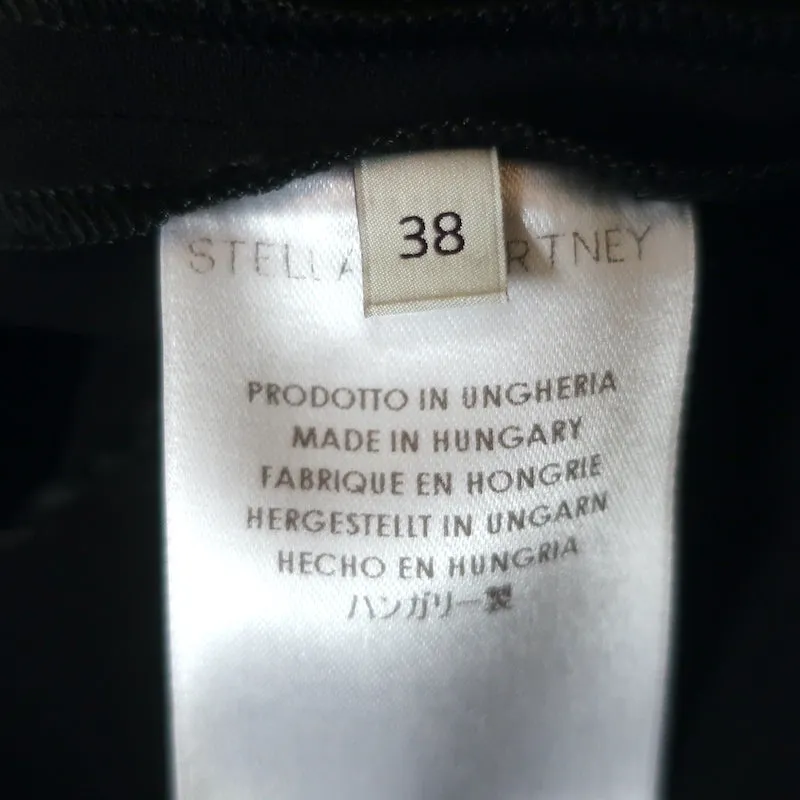 38
STELLA RTNEY
PRODOTTO IN UNGHERIA
MADE IN HUNGARY
FABRIQUE EN HONGRIE
HERGESTELLT IN UNGARN
HECHO EN HUNGRIA
ハンガリー製